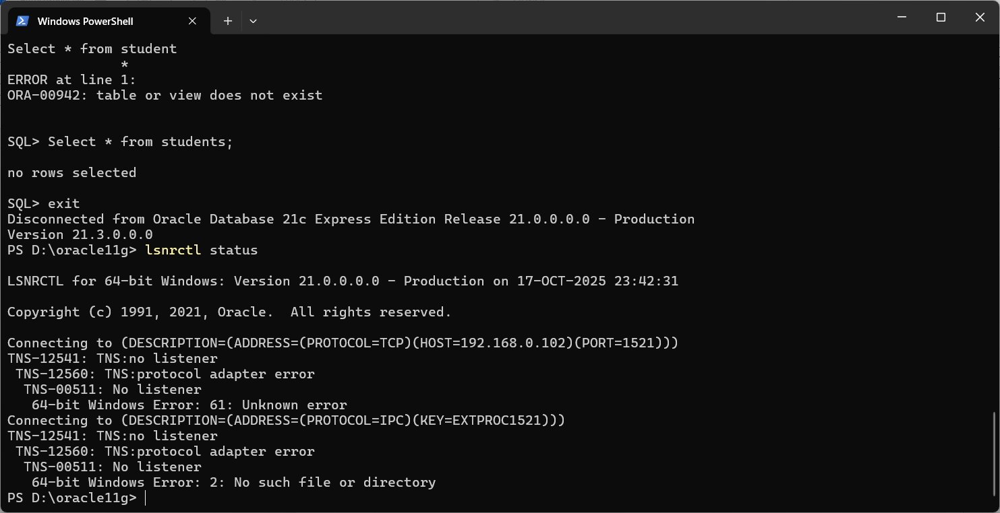 Windows PowerShell
Select * from student
              *
ERROR at line 1:
ORA-00942: table or view does not exist
SQL> Select * from students;
no rows selected
SQL> exit
Disconnected from Oracle Database 21c Express Edition Release 21.0.0.0.0 - Production
Version 21.3.0.0.0
PS D:\oracle11g> lsnrctl status
LSNRCTL for 64-bit Windows: Version 21.0.0.0.0 - Production on 17-OCT-2025 23:42:31
Copyright (c) 1991, 2021, Oracle.  All rights reserved.
Connecting to (DESCRIPTION=(ADDRESS=(PROTOCOL=TCP)(HOST=192.168.0.102)(PORT=1521)))
TNS-12541: TNS:no listener
 TNS-12560: TNS:protocol adapter error
  TNS-00511: No listener
   64-bit Windows Error: 61: Unknown error
Connecting to (DESCRIPTION=(ADDRESS=(PROTOCOL=IPC)(KEY=EXTPROC1521)))
TNS-12541: TNS:no listener
 TNS-12560: TNS:protocol adapter error
  TNS-00511: No listener
   64-bit Windows Error: 2: No such file or directory
PS D:\oracle11g>